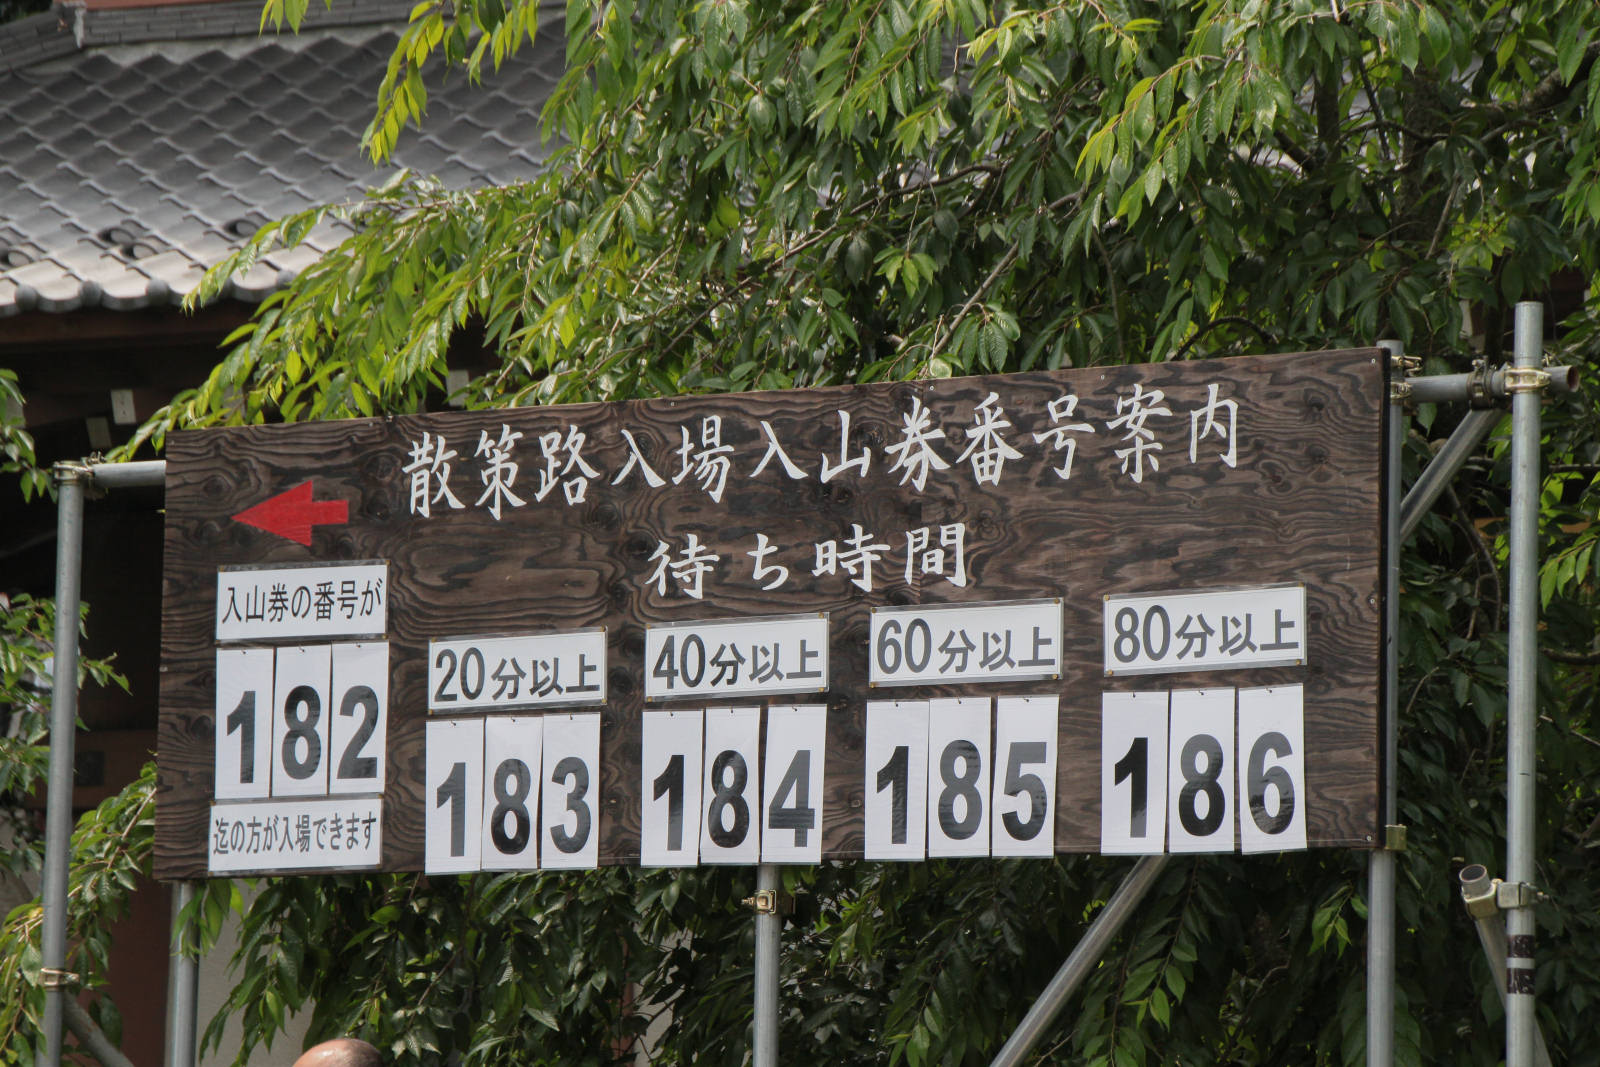 散策路入場入山券番号案内
待ち時間
入山券の番号が
182
迄の方が入場できます
20分以上
183
40分以上
184
60分以上
185
80分以上
186